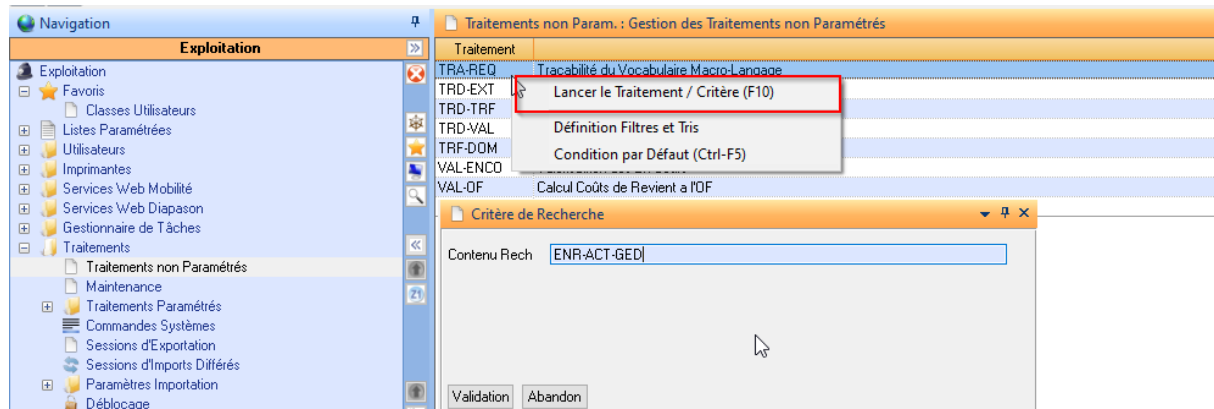 Navigation
Exploitation
Exploitation
Favoris
Classes Utilisateurs
Listes Paramétrées
Utilisateurs
Imprimantes
Services Web Mobilité
Services Web Diapason
Gestionnaire de Tâches
Traitements
Traitements non Paramétrés
Maintenance
Traitements Paramétrés
Commandes Systèmes
Sessions d'Exportation
Sessions d'Imports Différés
Paramètres Importation
Déblocage
Traitements non Param. : Gestion des Traitements non Paramétrés
Traitement
TRA-REQ Tracabilité du Vocabulaire Macro-Langage
TRD-EXT
TRD-TRF
TRD-VAL
TRF-DOM
VAL-ENCO
VAL-OF Calcul Coûts de Revient a l'OF
Lancer le Traitement / Critère (F10)
Définition Filtres et Tris
Condition par Défaut (Ctrl-F5)
Critère de Recherche
Contenu Rech ENR-ACT-GED
Validation Abandon